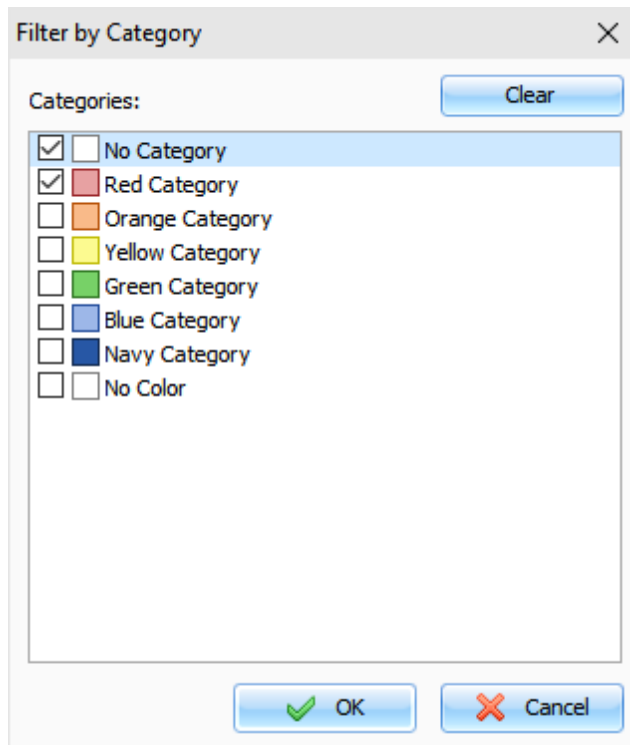 Filter by Category
Categories:
Clear
No Category
Red Category
Orange Category
Yellow Category
Green Category
Blue Category
Navy Category
No Color
OK
Cancel